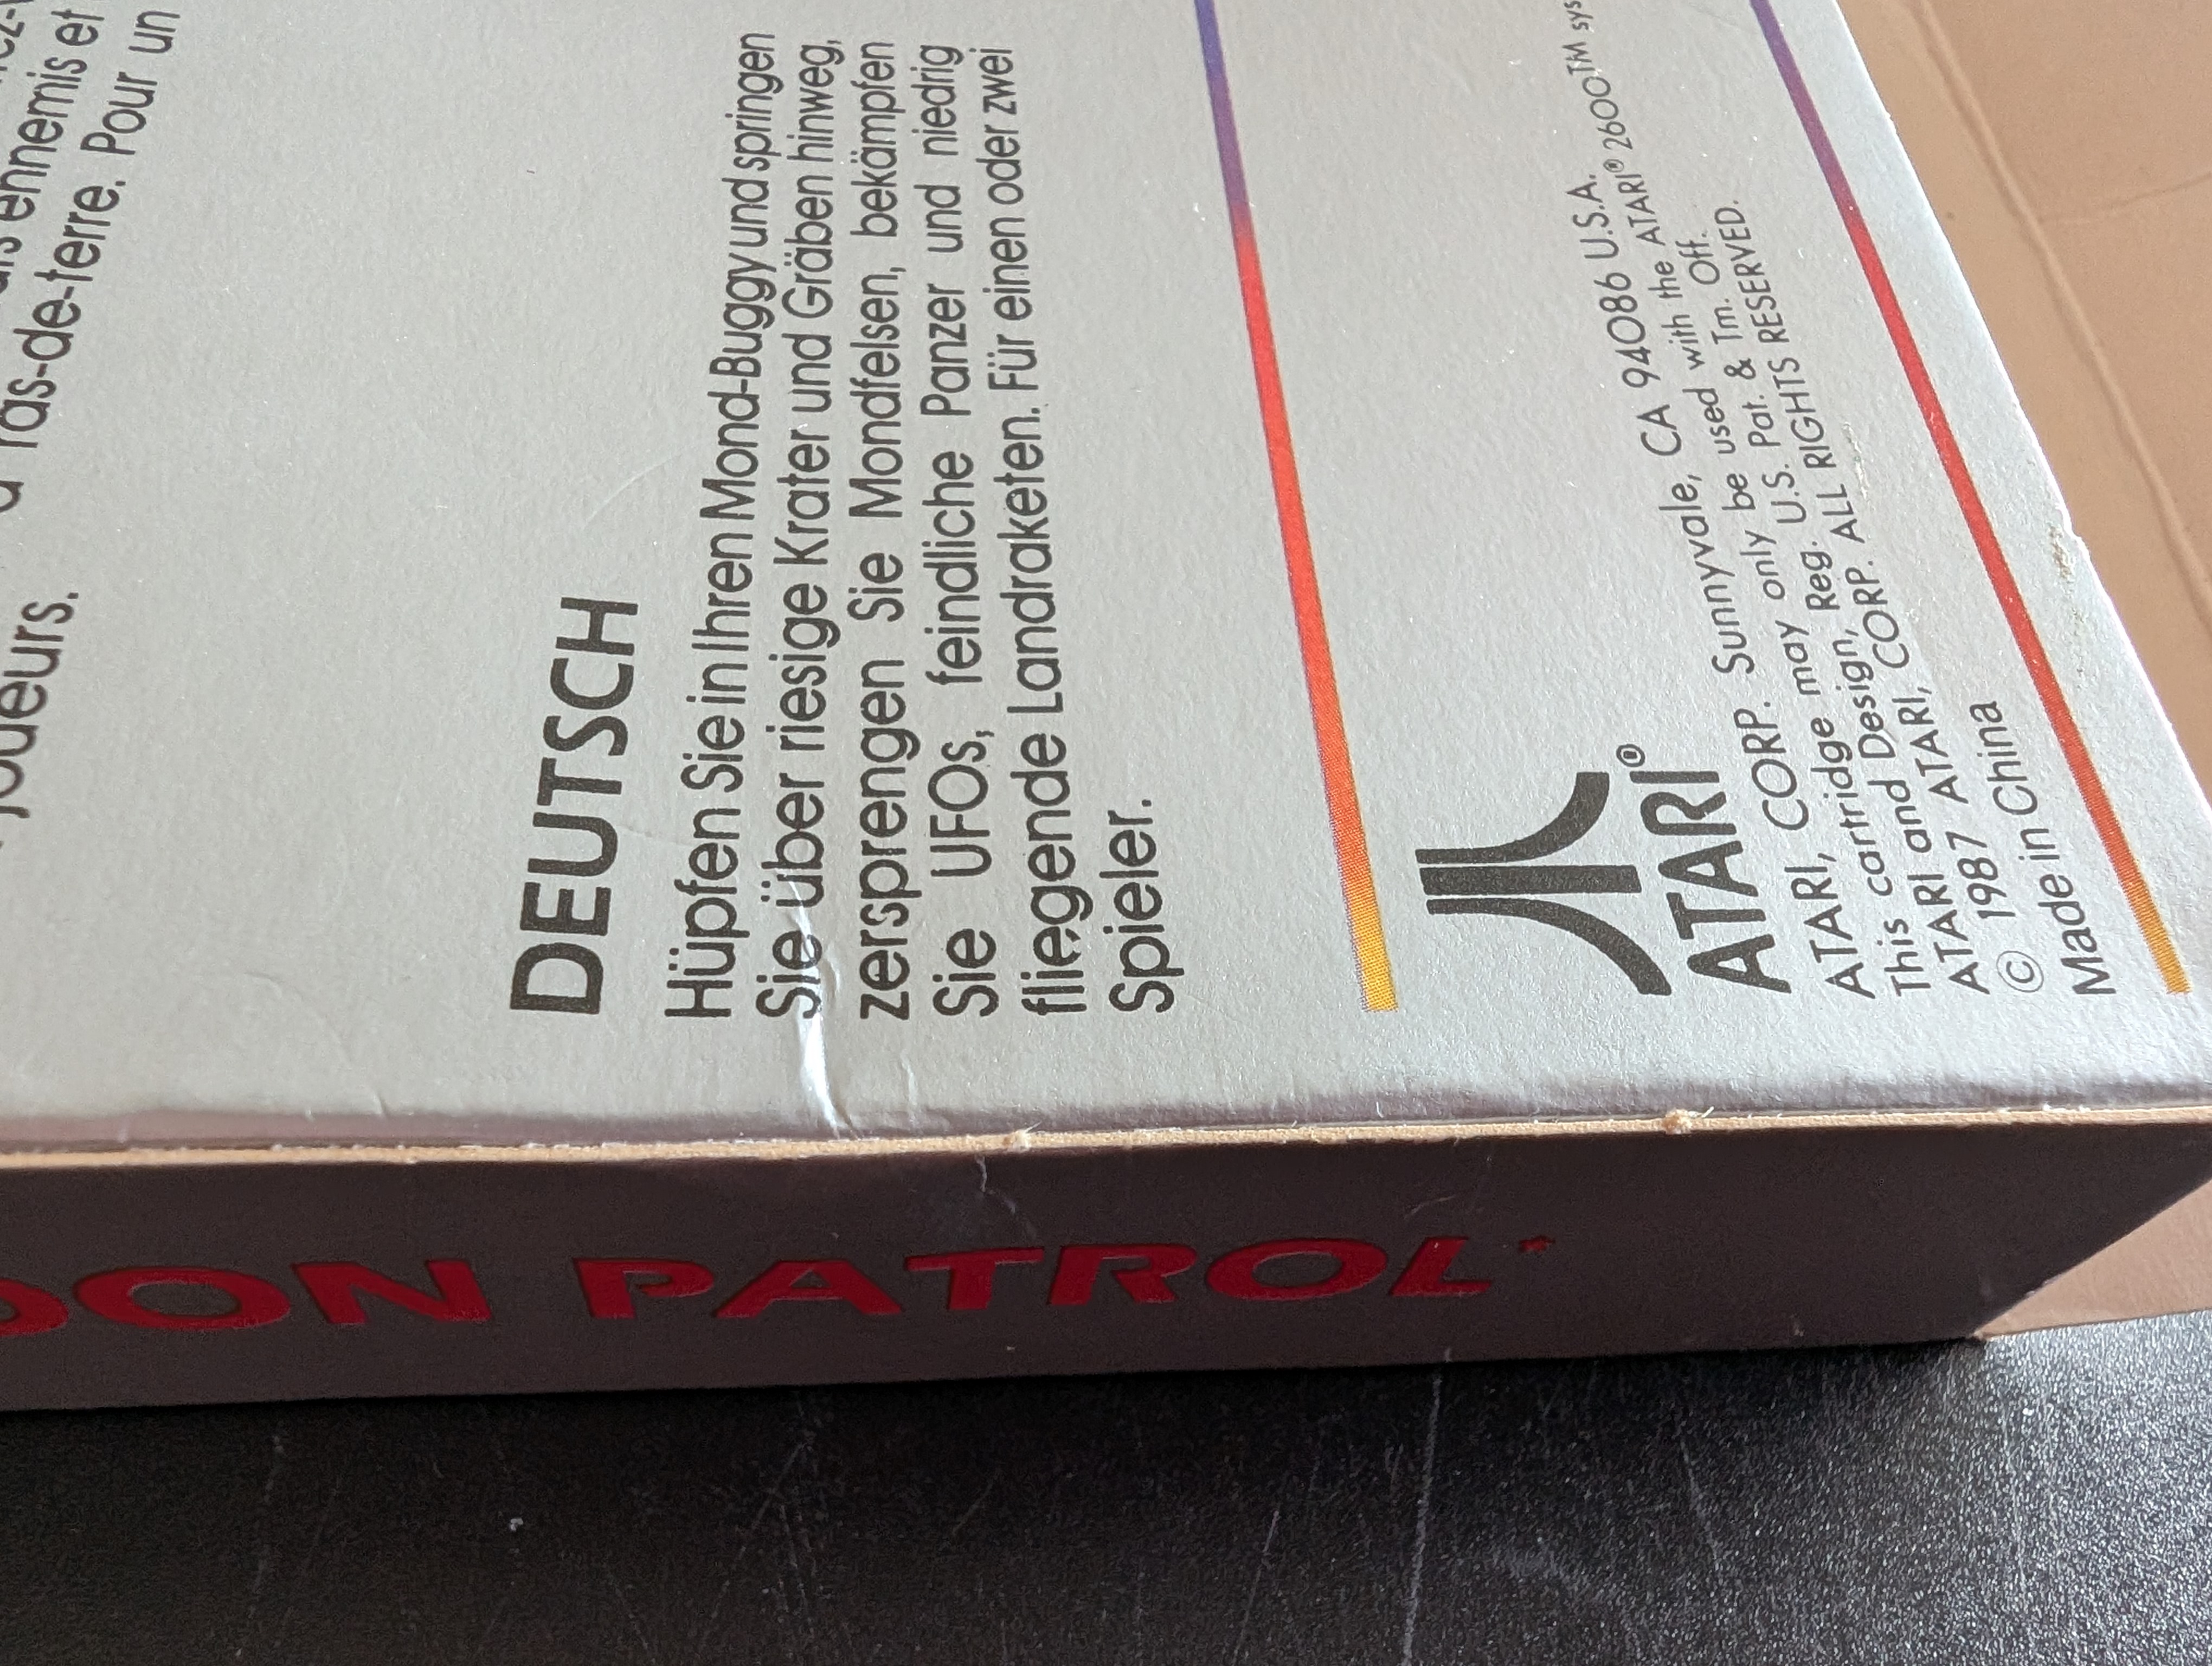 ennemis et
ras-de-terre. Pour un
joueurs.
DEUTSCH
Hüpfen Sie in Ihren Mond-Buggy und springen
Sie über riesige Krater und Gräben hinweg,
zersprengen Sie Mondfelsen, bekämpfen
Sie UFOs, feindliche Panzer und niedrig
fliegende Landraketen. Für einen oder zwei
Spieler.
ATARI®
ATARI, CORP. Sunnyvale, CA 94086 U.S.A.
This cartridge may only be used with the ATARI® 2600™ sys
ATARI and Design, Reg. U.S. Pat. & Tm. Off.
ATARI, CORP. ALL RIGHTS RESERVED.
© 1987 ATARI, CORP.
Made in China
OON PATROL*